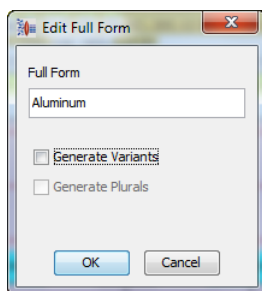 Edit Full Form
Full Form
Aluminum
Generate Variants
Generate Plurals
OK Cancel